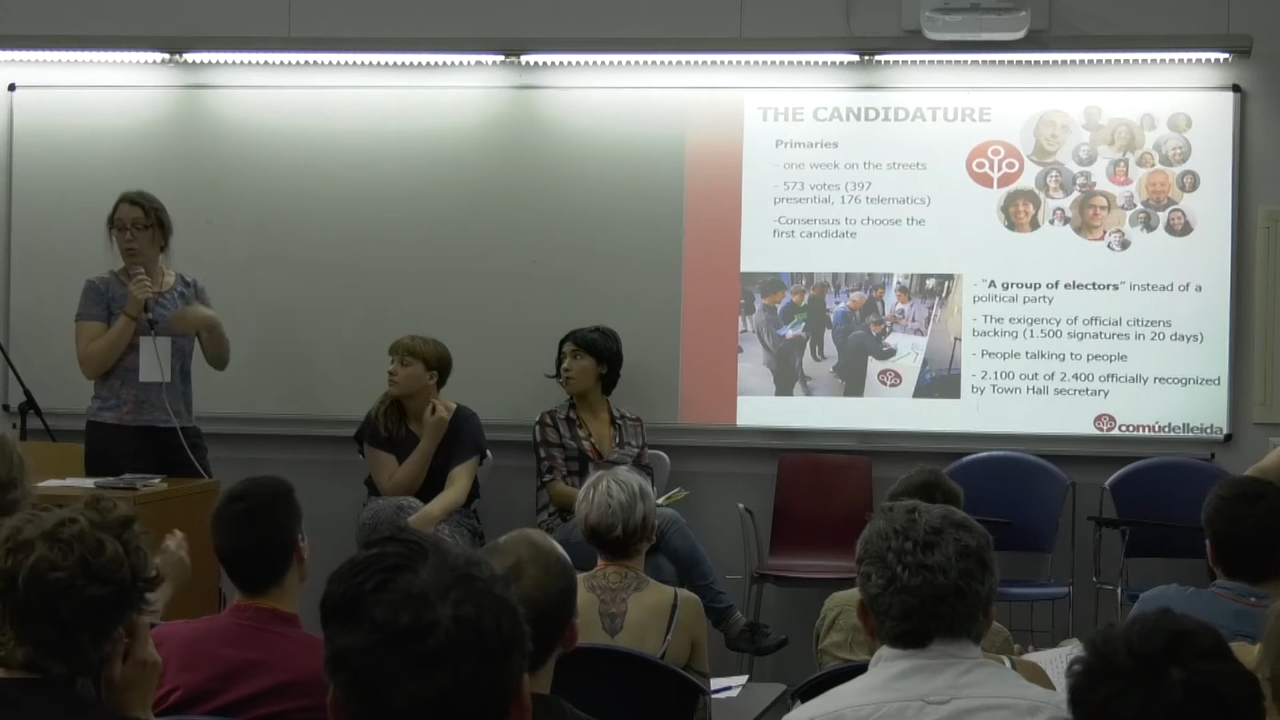 THE CANDIDATURE
Primaries
- one week on the streets
- 573 votes (397
presential, 176 telematics)
-Consensus to choose the
first candidate
- "A group of electors" instead of a
political party
- The exigency of official citizens
backing (1.500 signatures in 20 days)
- People talking to people
- 2.100 out of 2.400 officially recognized
by Town Hall secretary
comúdelleida